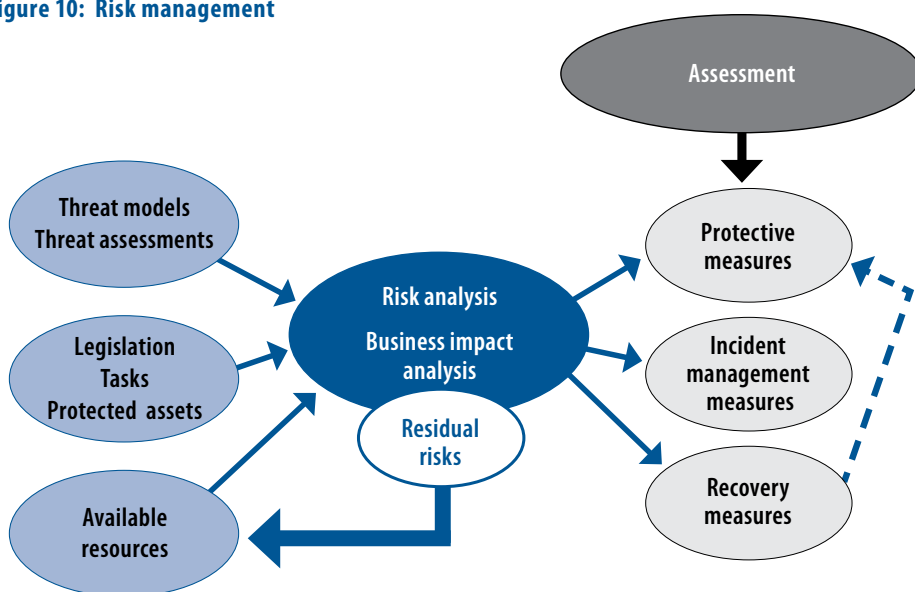 igure 10: Risk management
Assessment
Threat models
Threat assessments
Protective
measures
Risk analysis
Business impact
analysis
Legislation
Tasks
Protected assets
Incident
management
measures
Residual
risks
Available
resources
Recovery
measures